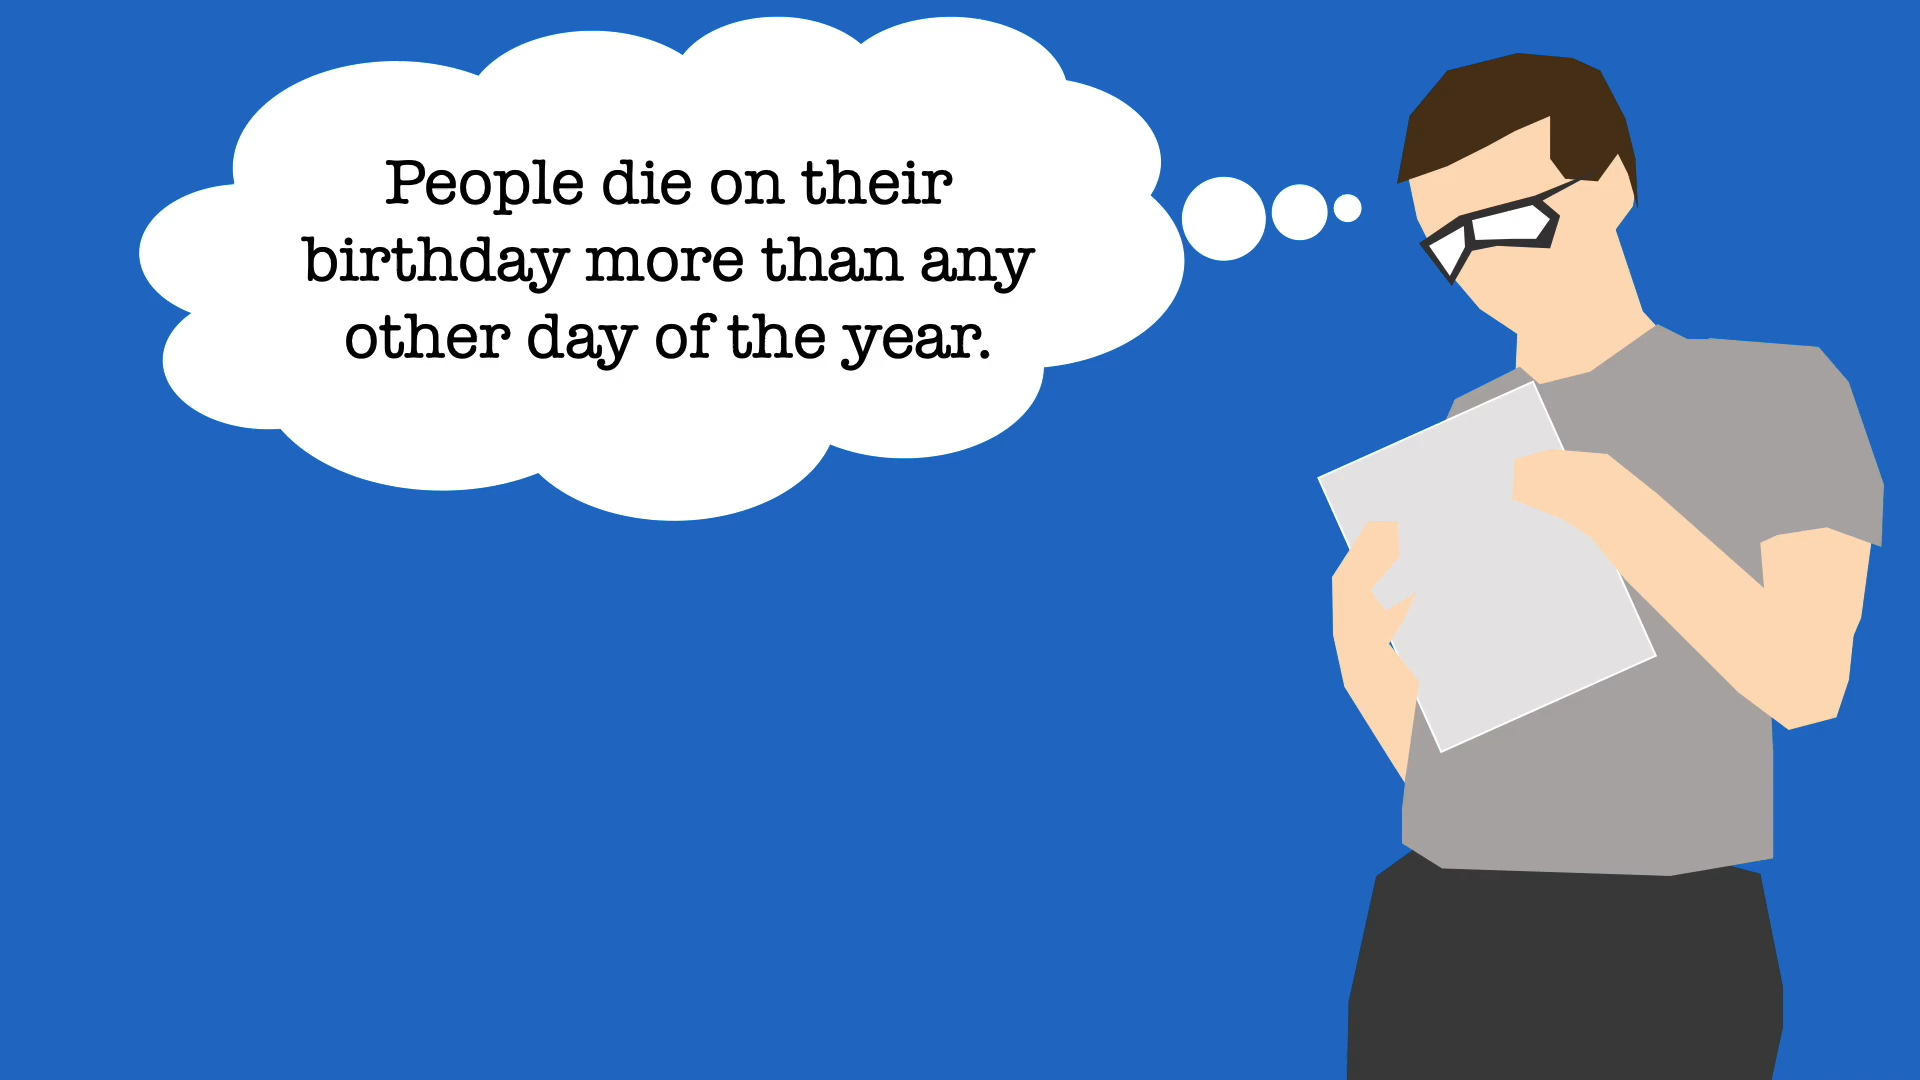 People die on their
birthday more than any
other day of the year.